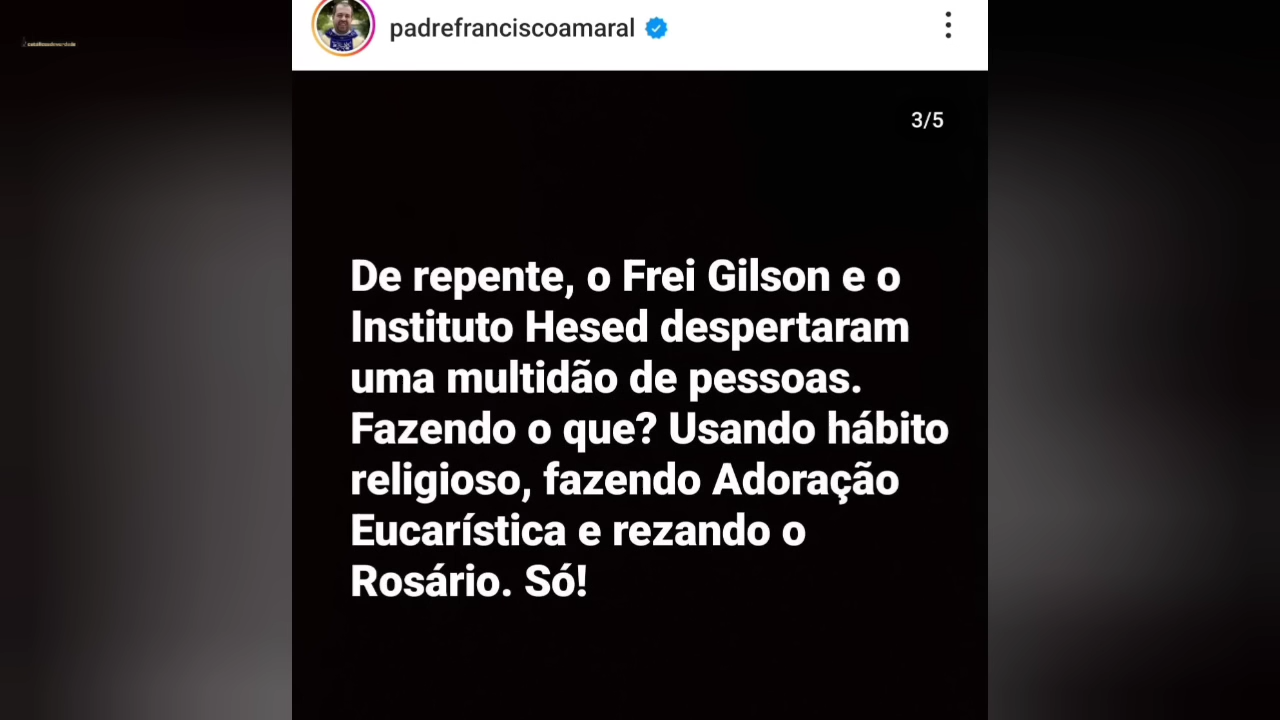 padrefranciscoamaral
3/5
De repente, o Frei Gilson e o
Instituto Hesed despertaram
uma multidão de pessoas.
Fazendo o que? Usando hábito
religioso, fazendo Adoração
Eucarística e rezando o
Rosário. Só!